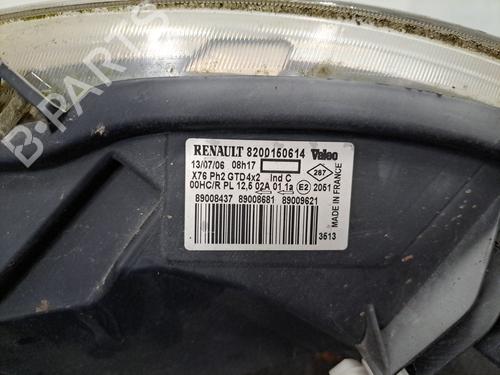 B-PARTS
RENAULT 8200150614 Valeo
13/07/06 08h17
X76 Ph2 GTD4x2 Ind C
287
00HC/R PL 12,5 02A 01 1a E2 2051
89008437 89008681 89009621
MADE IN FRANCE
3513